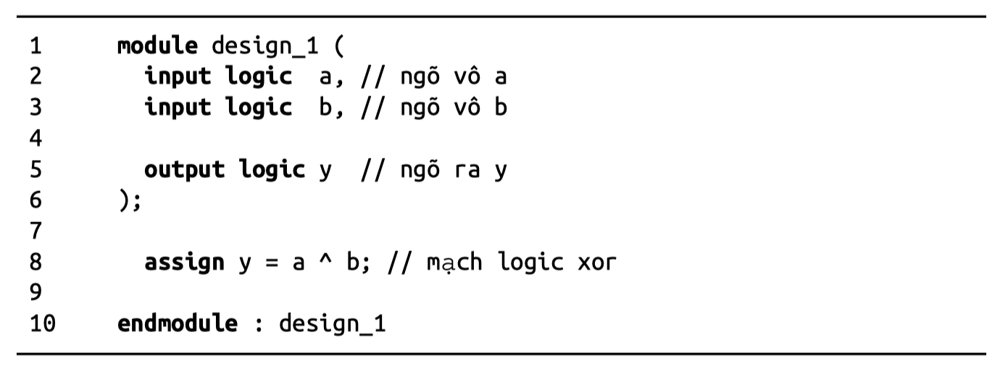 1 module design_1 (
2 input logic a, // ngõ vô a
3 input logic b, // ngõ vô b
4
5 output logic y // ngõ ra y
6 );
7
8 assign y = a ^ b; // mạch logic xor
9
10 endmodule : design_1